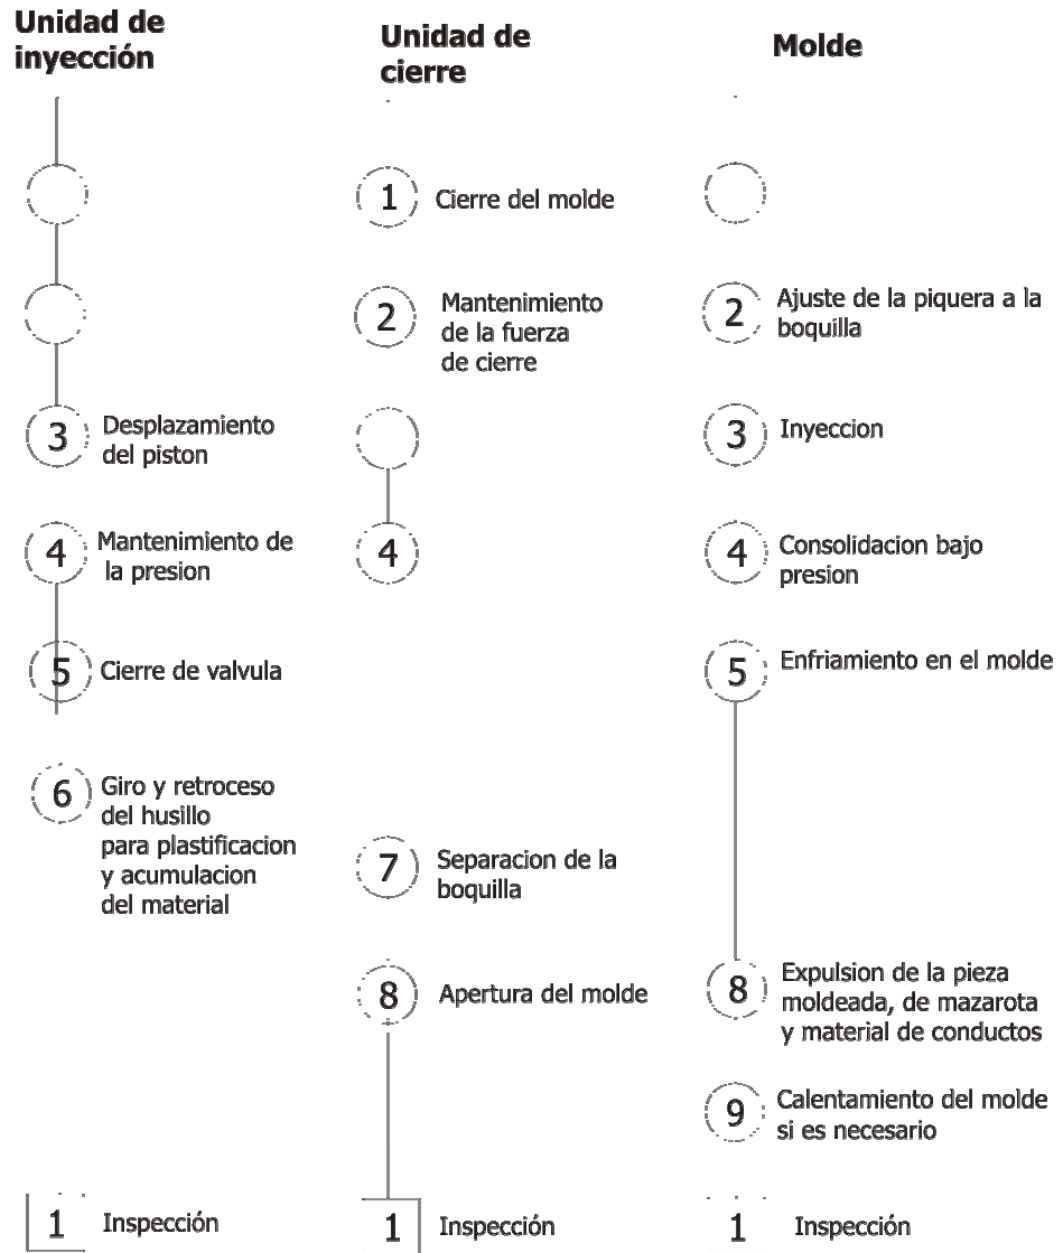 Unidad de
inyección
Unidad de
cierre
Molde
1 Cierre del molde
2 Mantenimiento
de la fuerza
de cierre
2 Ajuste de la piquera a la
boquilla
3 Desplazamiento
del piston
3 Inyeccion
4 Mantenimiento de
la presion
4
4 Consolidacion bajo
presion
5 Cierre de valvula
5 Enfriamiento en el molde
6 Giro y retroceso
del husillo
para plastificacion
y acumulacion
del material
7 Separacion de la
boquilla
8 Apertura del molde
8 Expulsion de la pieza
moldeada, de mazarota
y material de conductos
9 Calentamiento del molde
si es necesario
1 Inspección
1 Inspección
1 Inspección